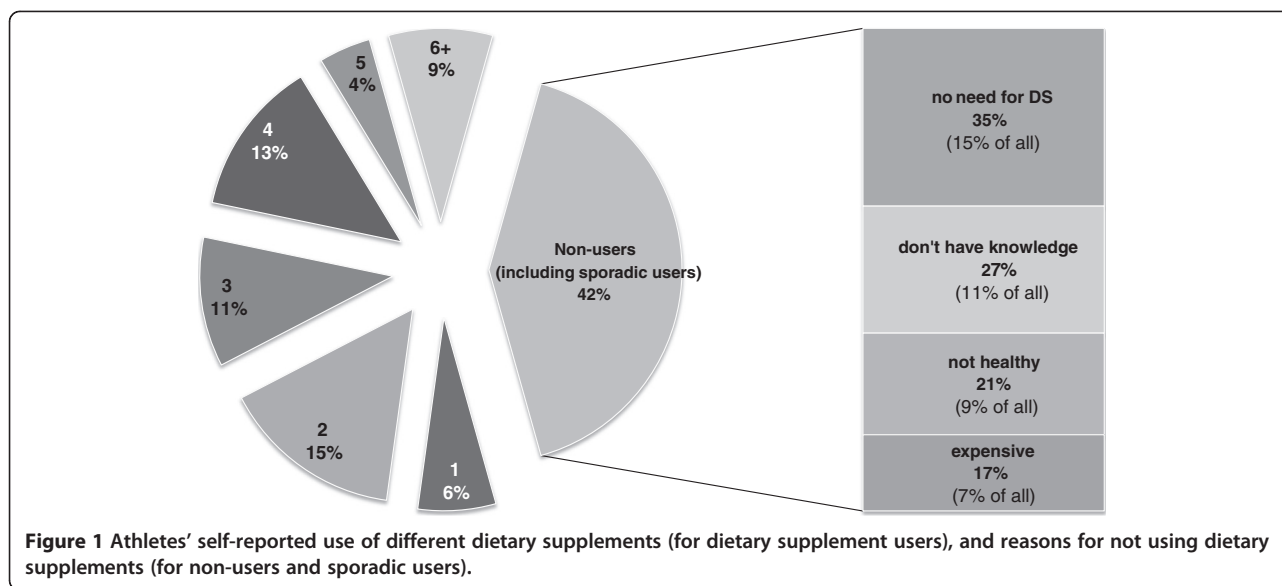 6+
9%
5
4%
4
13%
3
11%
2
15%
1
6%
Non-users
(including sporadic users)
42%
no need for DS
35%
(15% of all)
don't have knowledge
27%
(11% of all)
not healthy
21%
(9% of all)
expensive
17%
(7% of all)
Figure 1 Athletes’ self-reported use of different dietary supplements (for dietary supplement users), and reasons for not using dietary
supplements (for non-users and sporadic users).